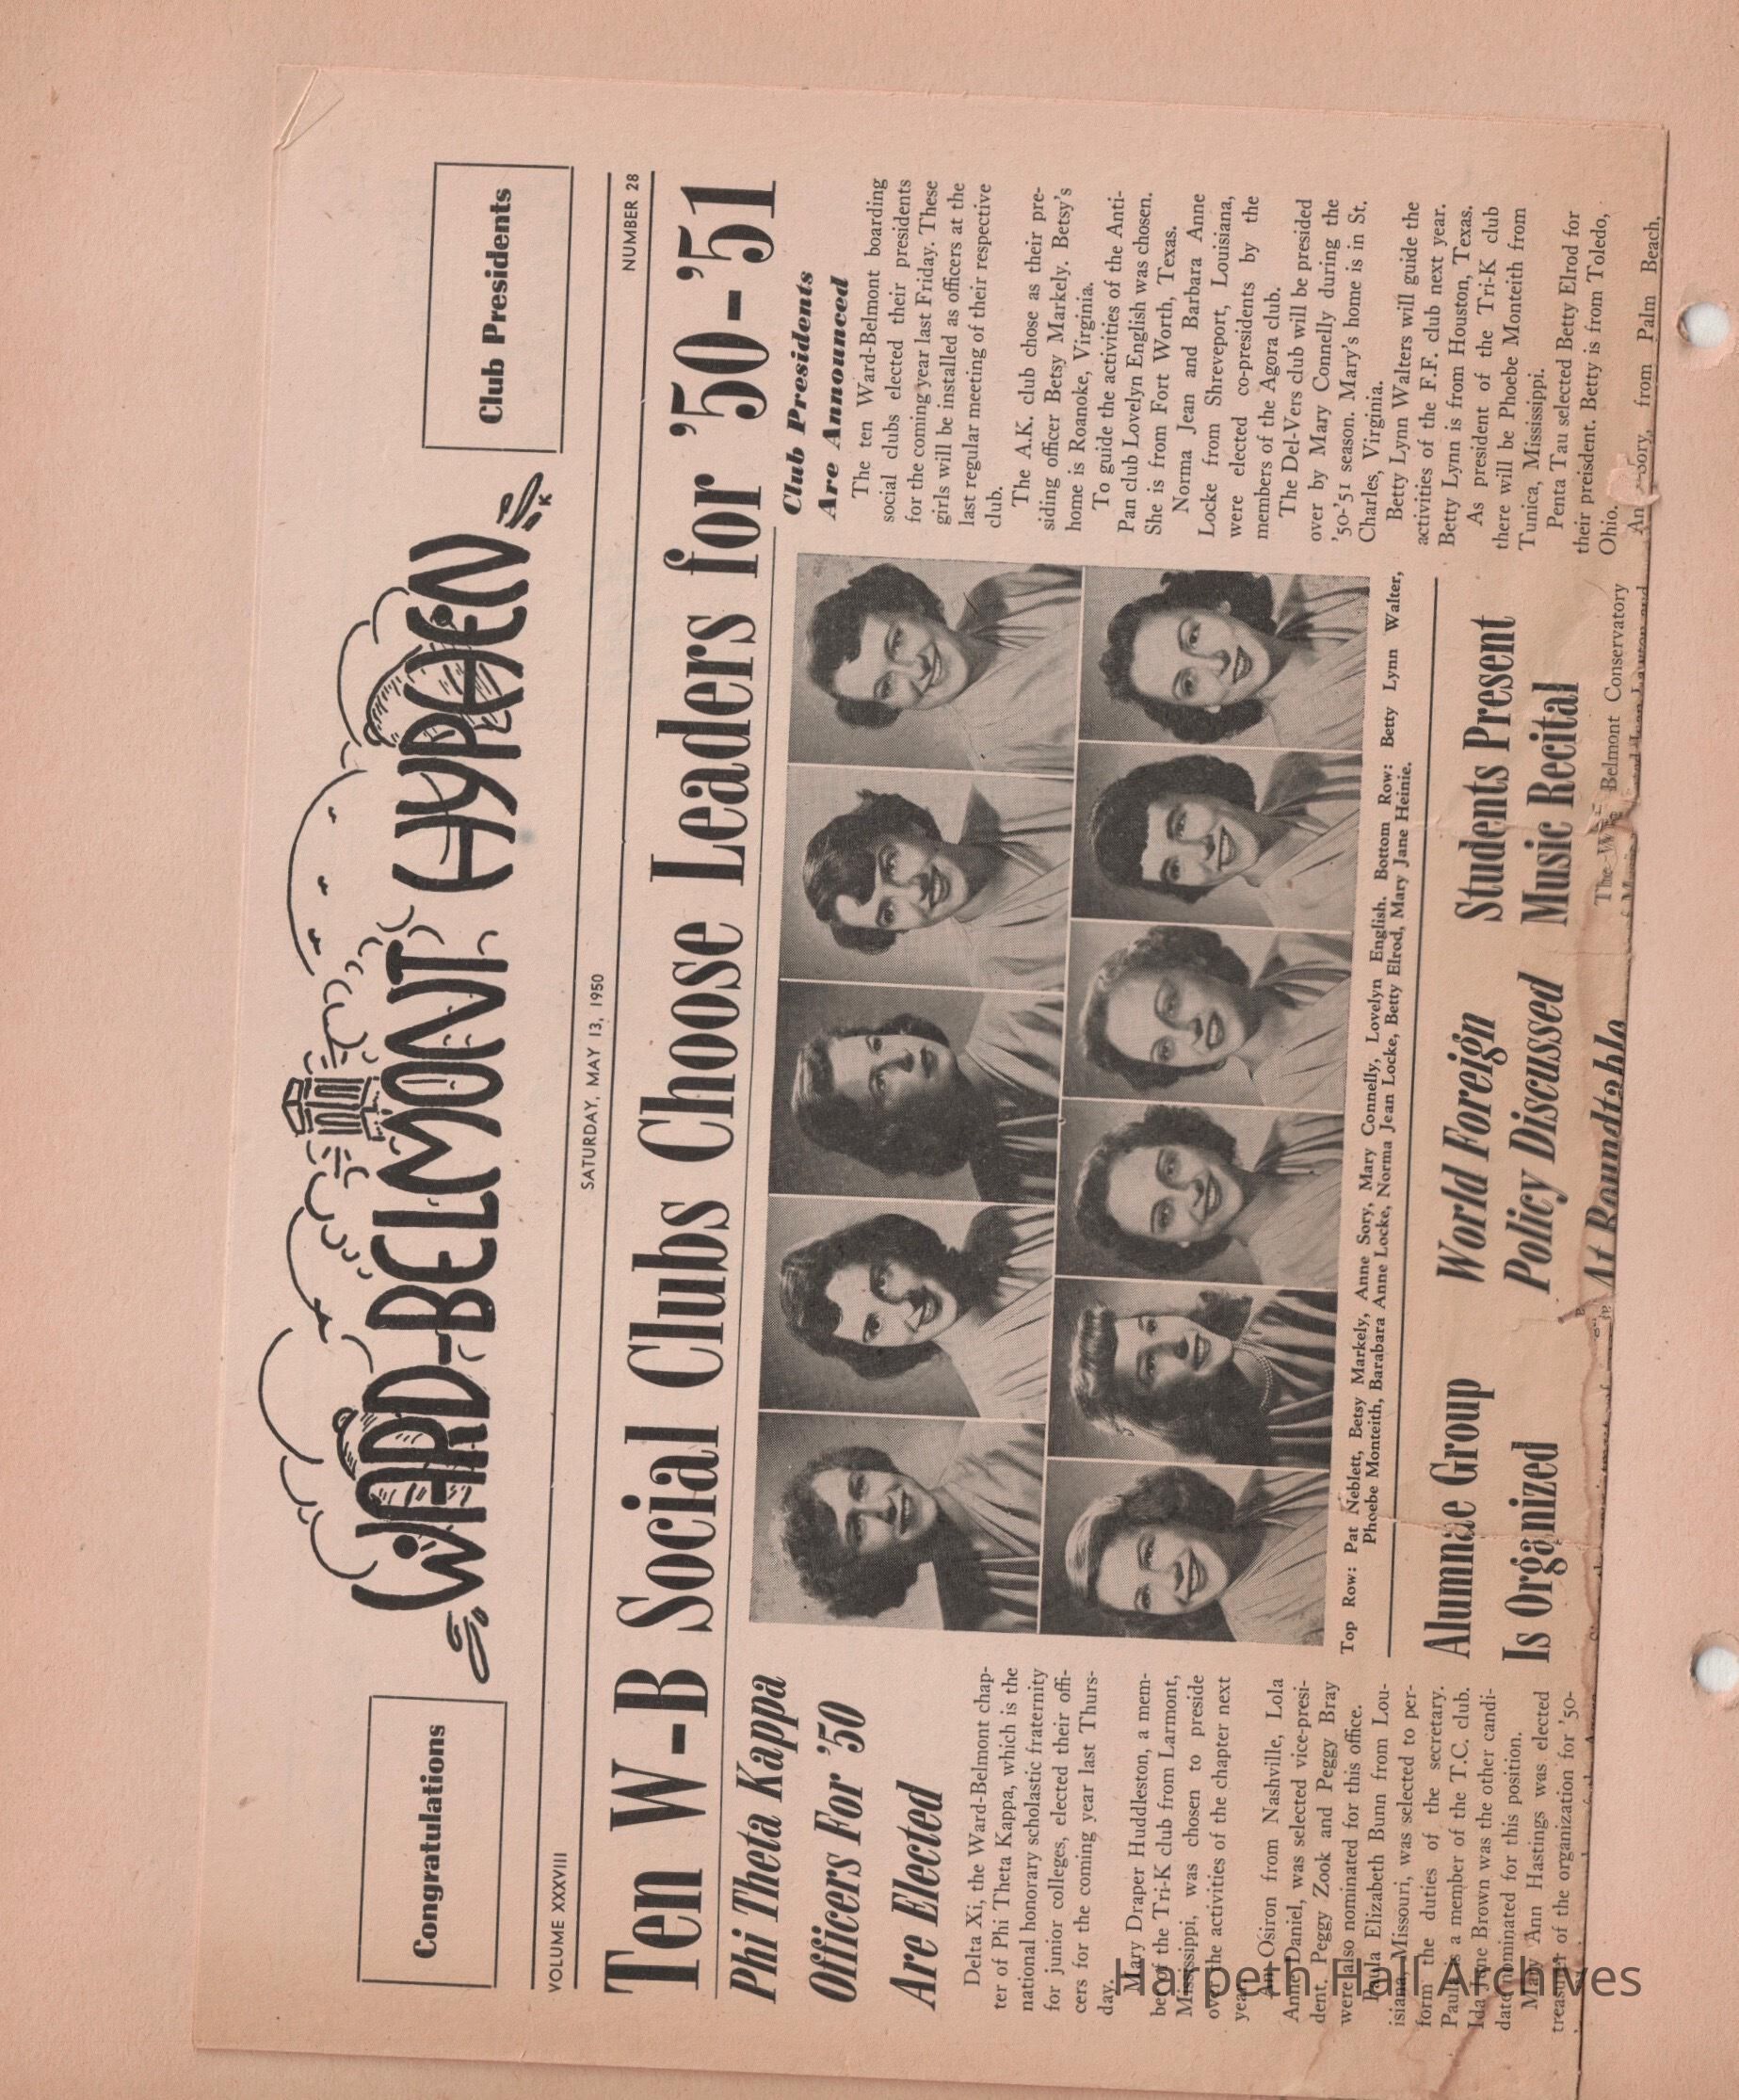 Congratulations
WARD-BELMONT HYPHEN
Club Presidents
VOLUME XXXVIII
SATURDAY, MAY 13, 1950
NUMBER 28
Ten W-B Social Clubs Choose Leaders for '50-'51
Phi Theta Kappa
Officers For '50
Are Elected
Delta Xi, the Ward-Belmont chap-
ter of Phi Theta Kappa, which is the
national honorary scholastic fraternity
for junior colleges, elected their offi-
cers for the coming year last Thurs-
day.
Mary Draper Huddleston, a mem-
ber of the Tri-K club from Larmont,
Mississippi, was chosen to preside
over the activities of the chapter next
year.
Osiron from Nashville, Lola
Anne Daniel, was selected vice-presi-
dent. Peggy Zook and Peggy Bray
were also nominated for this office.
Paula Elizabeth Bunn from Lou-
isiana, Missouri, was selected to per-
form the duties of the secretary.
Paula is a member of the T.C. club.
Ida Jane Brown was the other candi-
date nominated for this position.
Mary Ann Hastings was elected
treasurer of the organization for '50-
Top Row: Pat Neblett, Betsy Markely, Anne Sory, Mary Connelly, Lovelyn English. Bottom Row: Betty Lynn Walter,
Phoebe Monteith, Barabara Anne Locke, Norma Jean Locke, Betty Elrod, Mary Jane Heinie.
Alumnae Group
Is Organized
World Foreign
Policy Discussed
At Roundtable
Students Present
Music Recital
The Belmont Conservatory
Club Presidents
Are Announced
The ten Ward-Belmont boarding
social clubs elected their presidents
for the coming year last Friday. These
girls will be installed as officers at the
last regular meeting of their respective
club.
The A.K. club chose as their pre-
siding officer Betsy Markely. Betsy's
home is Roanoke, Virginia.
To guide the activities of the Anti-
Pan club Lovelyn English was chosen.
She is from Fort Worth, Texas.
Norma Jean and Barbara Anne
Locke from Shreveport, Louisiana,
were elected co-presidents by the
members of the Agora club.
The Del-Vers club will be presided
over by Mary Connelly during the
'50-'51 season. Mary's home is in St.
Charles, Virginia.
Betty Lynn Walters will guide the
activities of the F.F. club next year.
Betty Lynn is from Houston, Texas.
As president of the Tri-K club
there will be Phoebe Monteith from
Tunica, Mississippi.
Penta Tau selected Betty Elrod for
their preisdent. Betty is from Toledo,
Ohio.
from Palm Beach,
Harpeth Hall Archives